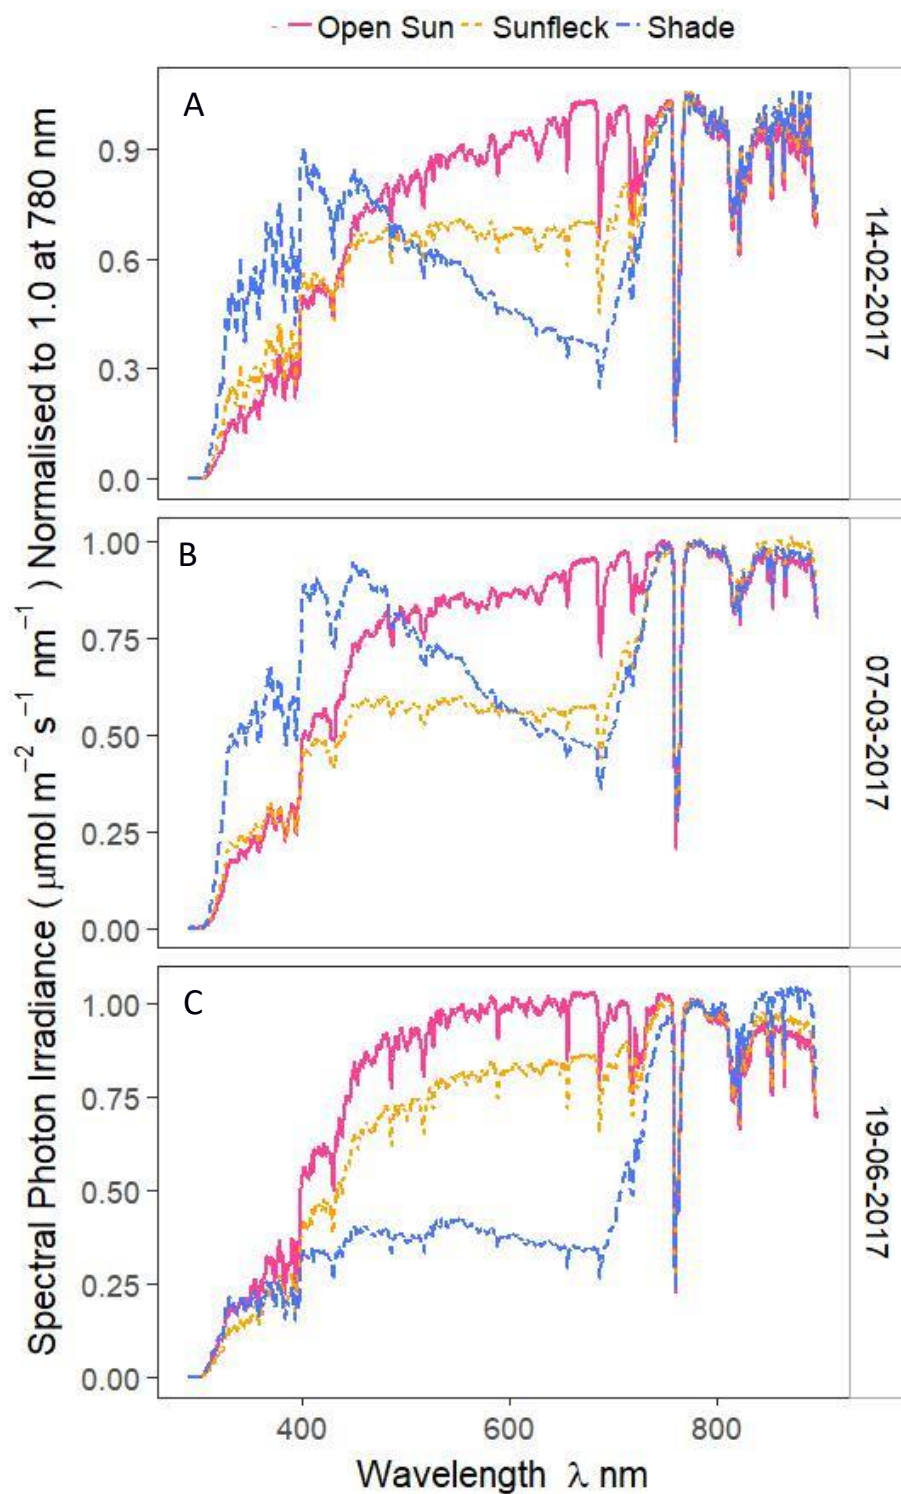 Open Sun Sunfleck Shade
Spectral Photon Irradiance ( μmol m⁻² s⁻¹ nm⁻¹ ) Normalised to 1.0 at 780 nm
A
0.9
0.6
0.3
0.0
14-02-2017
B
1.00
0.75
0.50
0.25
0.00
07-03-2017
C
1.00
0.75
0.50
0.25
0.00
19-06-2017
400 600 800
Wavelength λ nm